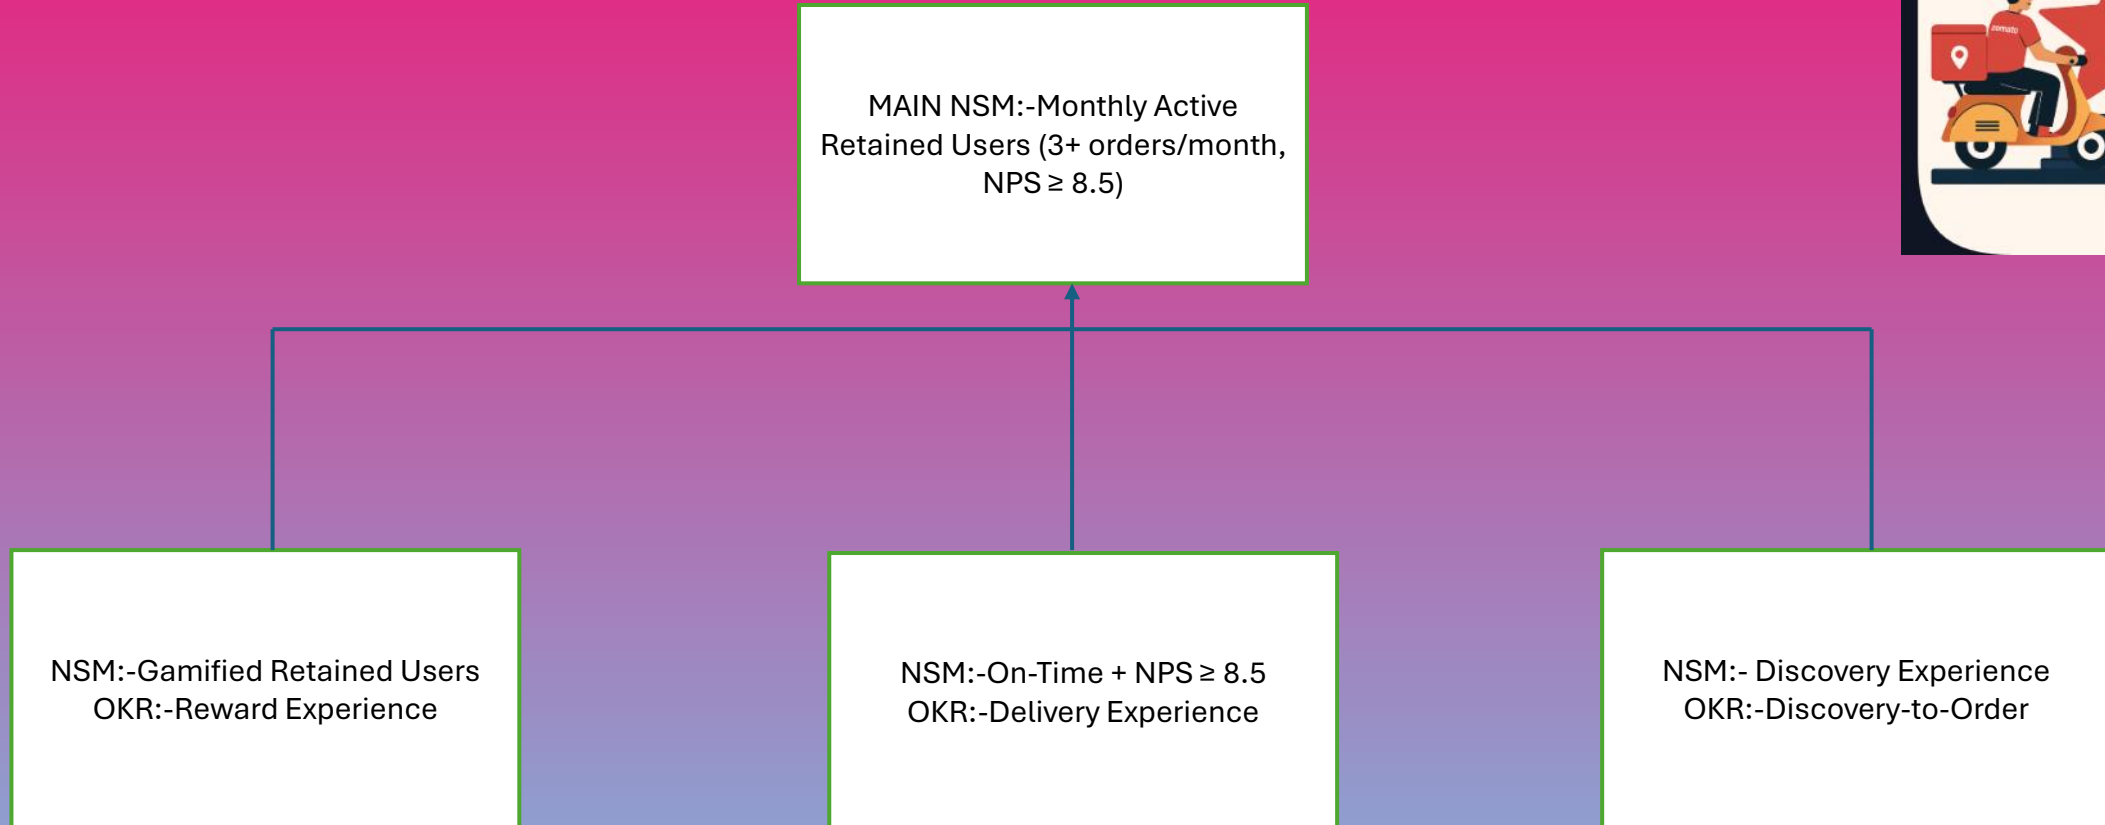 zomato
MAIN NSM:-Monthly Active
Retained Users (3+ orders/month,
NPS ≥ 8.5)
NSM:-Gamified Retained Users
OKR:-Reward Experience
NSM:-On-Time + NPS ≥ 8.5
OKR:-Delivery Experience
NSM:- Discovery Experience
OKR:-Discovery-to-Order